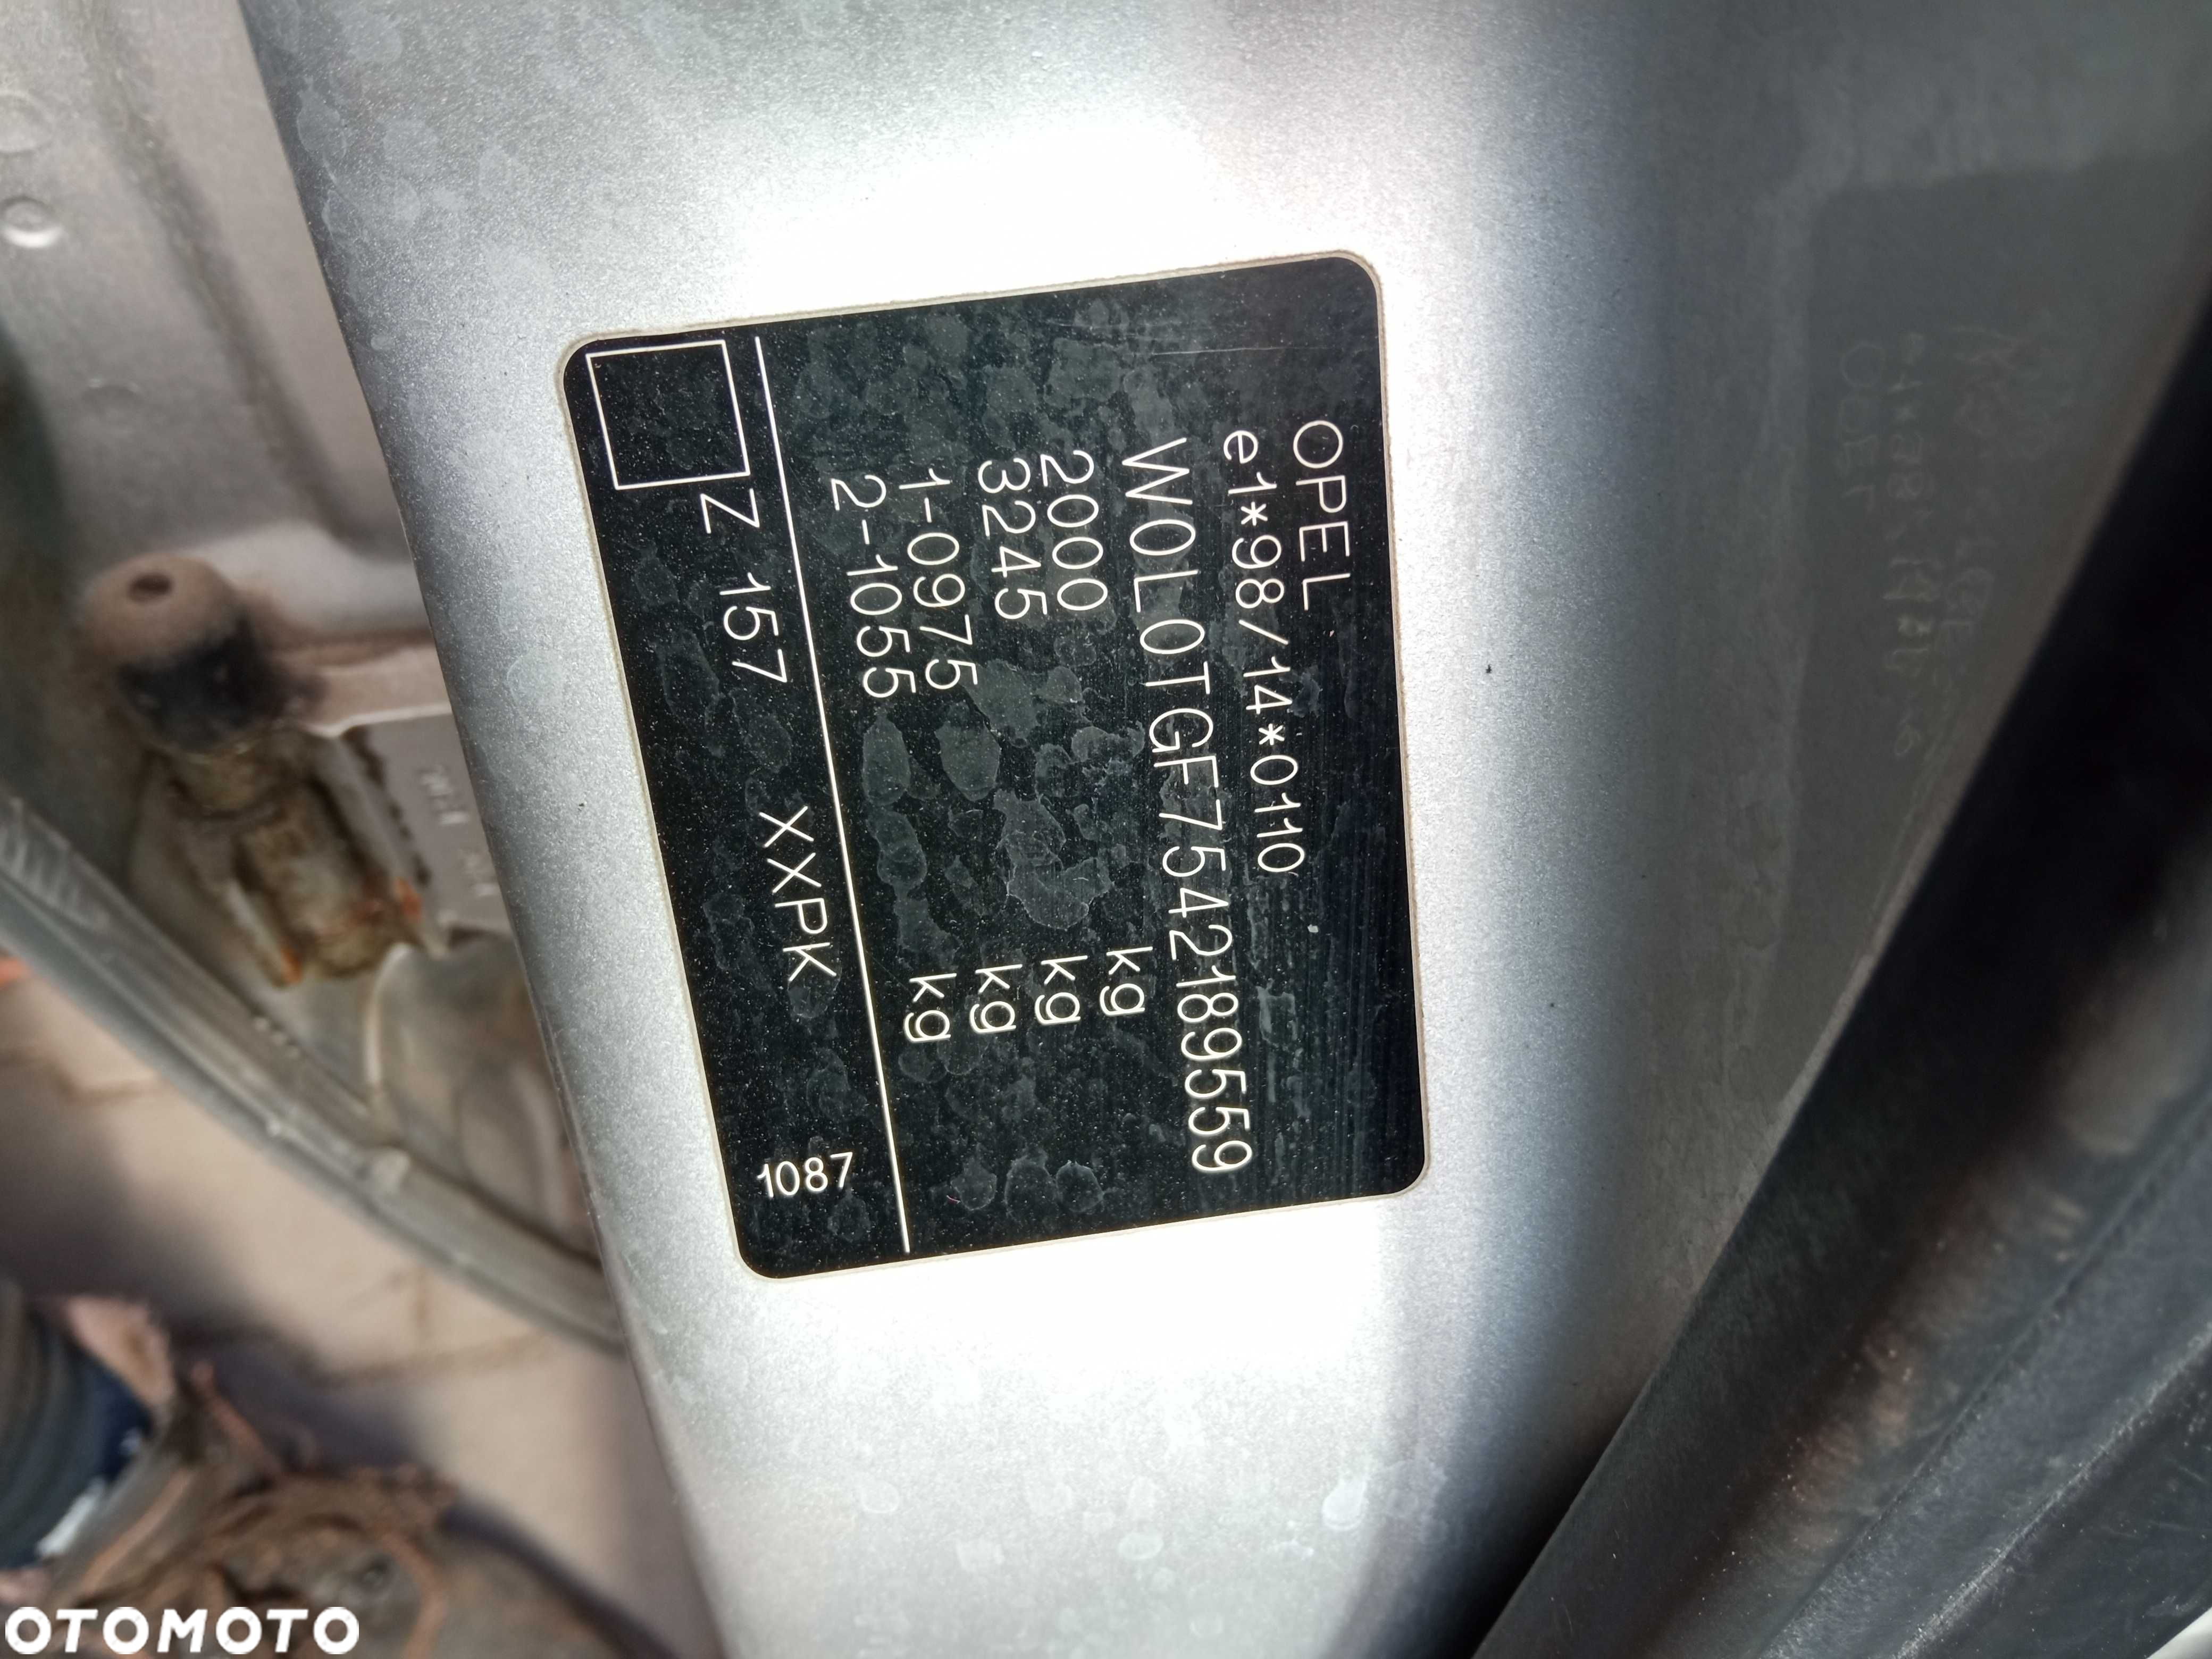 OPEL
e1*98/14*0110
W0L0TGF7542189559
2000 kg
3245 kg
1-0975 kg
2-1055 kg
Z 157 XXPK 1087
OTOMOTO